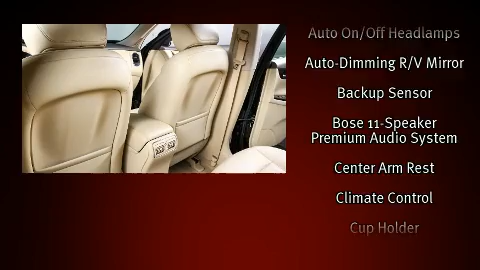 Auto On/Off Headlamps
Auto-Dimming R/V Mirror
Backup Sensor
Bose 11-Speaker
Premium Audio System
Center Arm Rest
Climate Control
Cup Holder